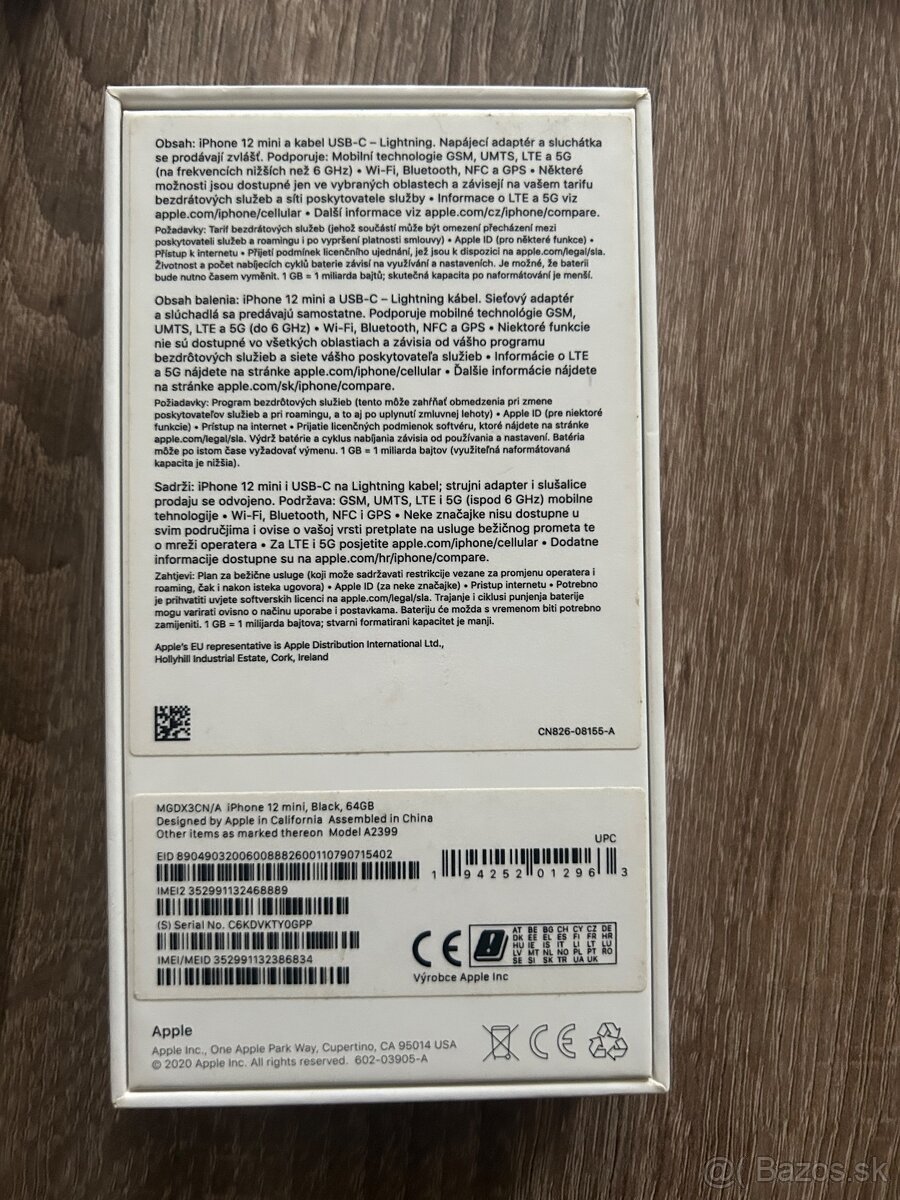 Obsah: iPhone 12 mini a kabel USB-C – Lightning. Napájecí adaptér a sluchátka
se prodávají zvlášť. Podporuje: Mobilní technologie GSM, UMTS, LTE a 5G
(na frekvencích nižších než 6 GHz) • Wi-Fi, Bluetooth, NFC a GPS • Některé
možnosti jsou dostupné jen ve vybraných oblastech a závisejí na vašem tarifu
bezdrátových služeb a síti poskytovatele služby • Informace o LTE a 5G viz
apple.com/iphone/cellular • Další informace viz apple.com/cz/iphone/compare.
Požadavky: Tarif bezdrátových služeb (jehož součástí může být omezení přecházení mezi
poskytovateli služeb a roamingu i po vypršení platnosti smlouvy) • Apple ID (pro některé funkce) •
Přístup k internetu • Přijetí podmínek licenčního ujednání, jež jsou k dispozici na apple.com/legal/sla.
Životnost a počet nabíjecích cyklů baterie závisí na využívání a nastaveních. Je možné, že baterii
bude nutno časem vyměnit. 1 GB = 1 miliarda bajtů; skutečná kapacita po naformátování je menší.
Obsah balenia: iPhone 12 mini a USB-C – Lightning kábel. Sieťový adaptér
a slúchadlá sa predávajú samostatne. Podporuje mobilné technológie GSM,
UMTS, LTE a 5G (do 6 GHz) • Wi-Fi, Bluetooth, NFC a GPS • Niektoré funkcie
nie sú dostupné vo všetkých oblastiach a závisia od vášho programu
bezdrôtových služieb a siete vášho poskytovateľa služieb • Informácie o LTE
a 5G nájdete na stránke apple.com/iphone/cellular • Ďalšie informácie nájdete
na stránke apple.com/sk/iphone/compare.
Požiadavky: Program bezdrôtových služieb (tento môže zahŕňať obmedzenia pri zmene
poskytovateľov služieb a pri roamingu, a to aj po uplynutí zmluvnej lehoty) • Apple ID (pre niektoré
funkcie) • Prístup na internet • Prijatie licenčných podmienok softvéru, ktoré nájdete na stránke
apple.com/legal/sla. Výdrž batérie a cyklus nabíjania závisia od používania a nastavení. Batéria
môže po istom čase vyžadovať výmenu. 1 GB = 1 miliarda bajtov (využiteľná naformátovaná
kapacita je nižšia).
Sadrži: iPhone 12 mini i USB-C na Lightning kabel; strujni adapter i slušalice
prodaju se odvojeno. Podržava: GSM, UMTS, LTE i 5G (ispod 6 GHz) mobilne
tehnologije • Wi-Fi, Bluetooth, NFC i GPS • Neke značajke nisu dostupne u
svim područjima i ovise o vašoj vrsti pretplate na usluge bežičnog prometa te
o mreži operatera • Za LTE i 5G posjetite apple.com/iphone/cellular • Dodatne
informacije dostupne su na apple.com/hr/iphone/compare.
Zahtjevi: Plan za bežične usluge (koji može sadržavati restrikcije vezane za promjenu operatera i
roaming, čak i nakon isteka ugovora) • Apple ID (za neke značajke) • Pristup internetu • Potrebno
je prihvatiti uvjete softverskih licenci na apple.com/legal/sla. Trajanje i ciklusi punjenja baterije
mogu varirati ovisno o načinu uporabe i postavkama. Bateriju će možda s vremenom biti potrebno
zamijeniti. 1 GB = 1 milijarda bajtova; stvarni formatirani kapacitet je manji.
Apple's EU representative is Apple Distribution International Ltd.,
Hollyhill Industrial Estate, Cork, Ireland
CN826-08155-A
MGDX3CN/A iPhone 12 mini, Black, 64GB
Designed by Apple in California Assembled in China
Other items as marked thereon Model A2399
UPC
EID 89049032006008882600110790715402
1 94252 01296 3
IMEI2 352991132468889
(S) Serial No. C6KDVKTY0GPP
IMEI/MEID 352991132386834
CE
AT BE BG CH CY CZ DE
DK EE EL ES FI FR HR
HU IE IS IT LI LT LU
LV MT NL NO PL PT RO
SE SI SK TR UA UK
Výrobce Apple Inc
Apple
Apple Inc., One Apple Park Way, Cupertino, CA 95014 USA
© 2020 Apple Inc. All rights reserved. 602-03905-A
CE
@( Bazos.sk